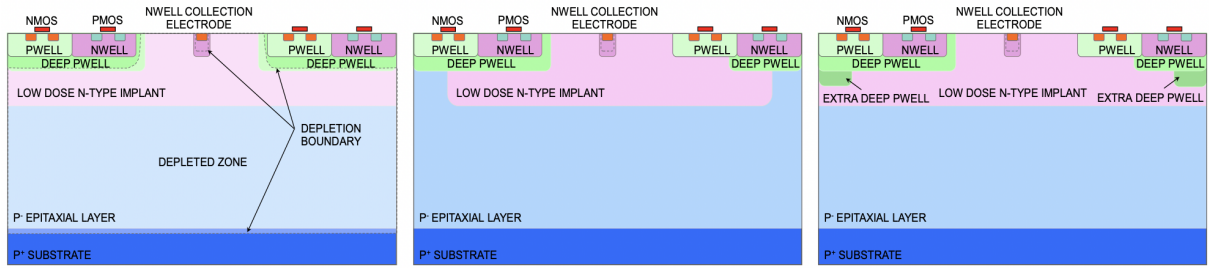 NMOS PMOS NWELL COLLECTION
ELECTRODE
PWELL NWELL PWELL NWELL
DEEP PWELL DEEP PWELL
LOW DOSE N-TYPE IMPLANT
DEPLETION
BOUNDARY
DEPLETED ZONE
P- EPITAXIAL LAYER
P+ SUBSTRATE
NMOS PMOS NWELL COLLECTION
ELECTRODE
PWELL NWELL PWELL NWELL
DEEP PWELL DEEP PWELL
LOW DOSE N-TYPE IMPLANT
P- EPITAXIAL LAYER
P+ SUBSTRATE
NMOS PMOS NWELL COLLECTION
ELECTRODE
PWELL NWELL PWELL NWELL
DEEP PWELL DEEP PWELL
LOW DOSE N-TYPE IMPLANT
EXTRA DEEP PWELL EXTRA DEEP PWELL
P- EPITAXIAL LAYER
P+ SUBSTRATE